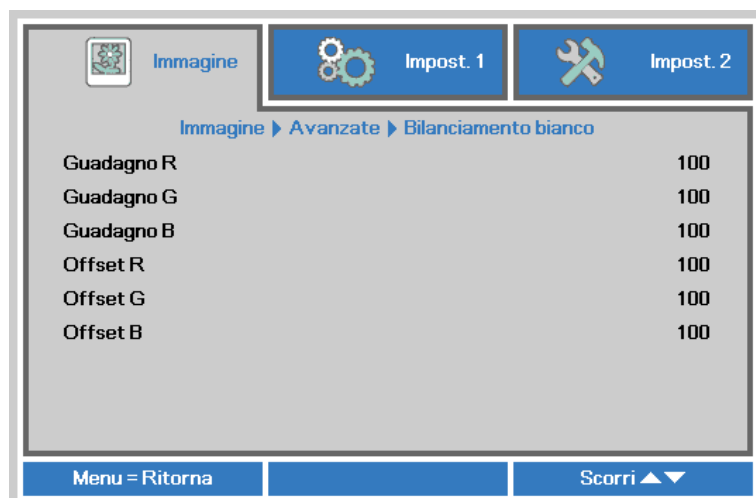 Immagine Impost. 1 Impost. 2
Immagine Avanzate Bilanciamento bianco
Guadagno R 100
Guadagno G 100
Guadagno B 100
Offset R 100
Offset G 100
Offset B 100
Menu = Ritorna Scorri